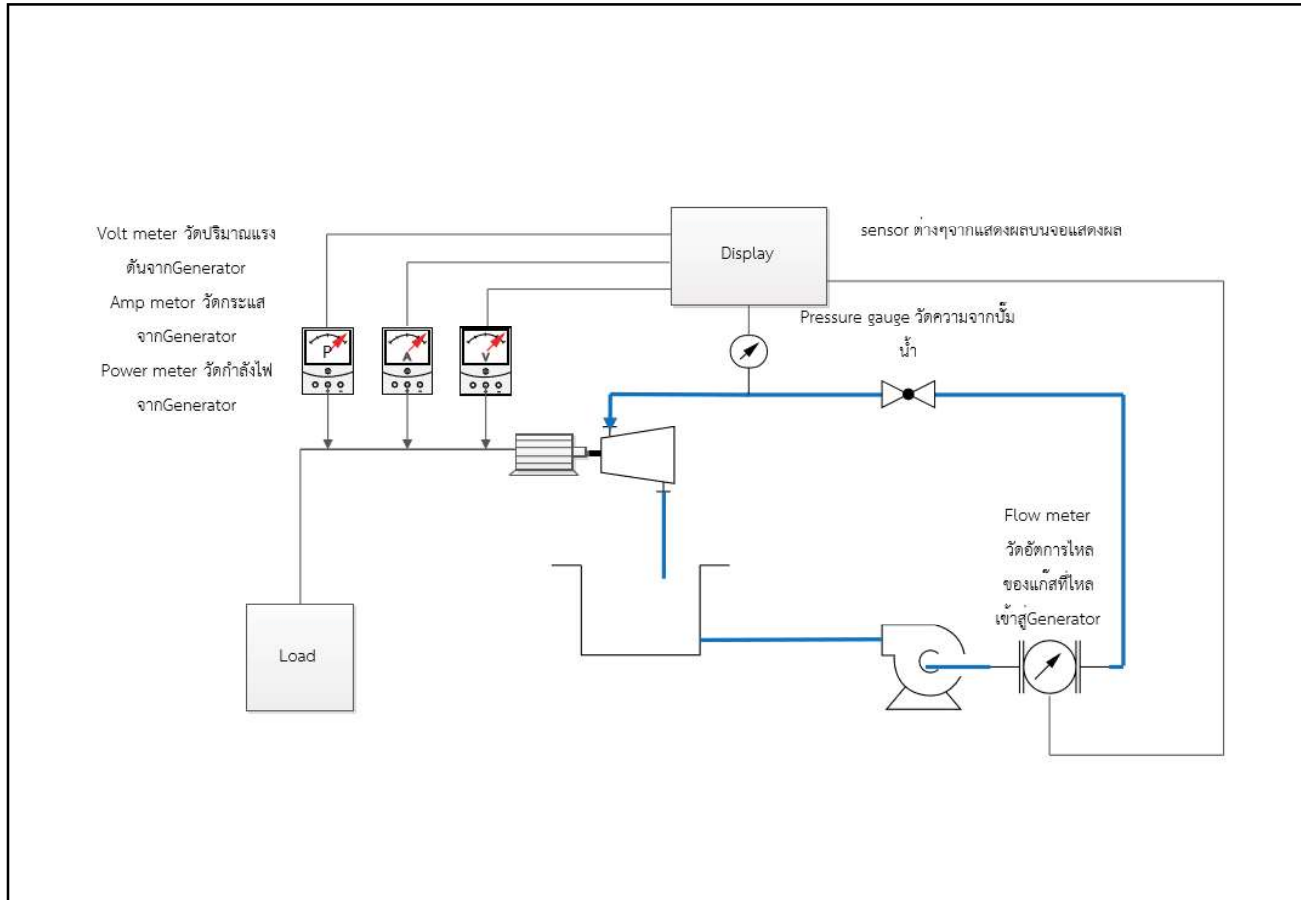 Volt meter วัดปริมาณแรง
ดันจากGenerator
Amp metor วัดกระแส
จากGenerator
Power meter วัดกำลังไฟ
จากGenerator
P
A
V
Display
sensor ต่างๆจากแสดงผลบนจอแสดงผล
Pressure gauge วัดความจากปั๊ม
น้ำ
Flow meter
วัดอัตการไหล
ของแก๊สที่ไหล
เข้าสู่Generator
Load